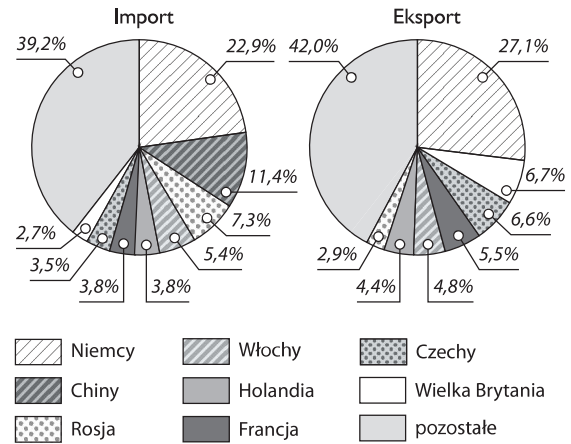 Import
Eksport
39,2%
22,9%
42,0%
27,1%
11,4%
6,7%
2,7%
7,3%
2,9%
6,6%
3,5%
5,4%
4,4%
5,5%
3,8%
3,8%
4,8%
Niemcy
Włochy
Czechy
Chiny
Holandia
Wielka Brytania
Rosja
Francja
pozostałe